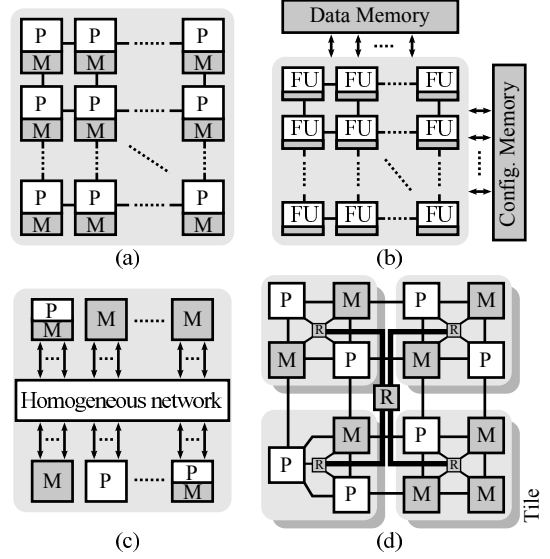 P P P
M M M
P P P
M M M
P P P
M M M
(a)
Data Memory
FU FU FU
FU FU FU
FU FU FU
Config. Memory
(b)
P M M
M
Homogeneous network
M P P
M
(c)
P M P M
R R
M P M P
R
M P M
P R R
P M M
Tile
(d)